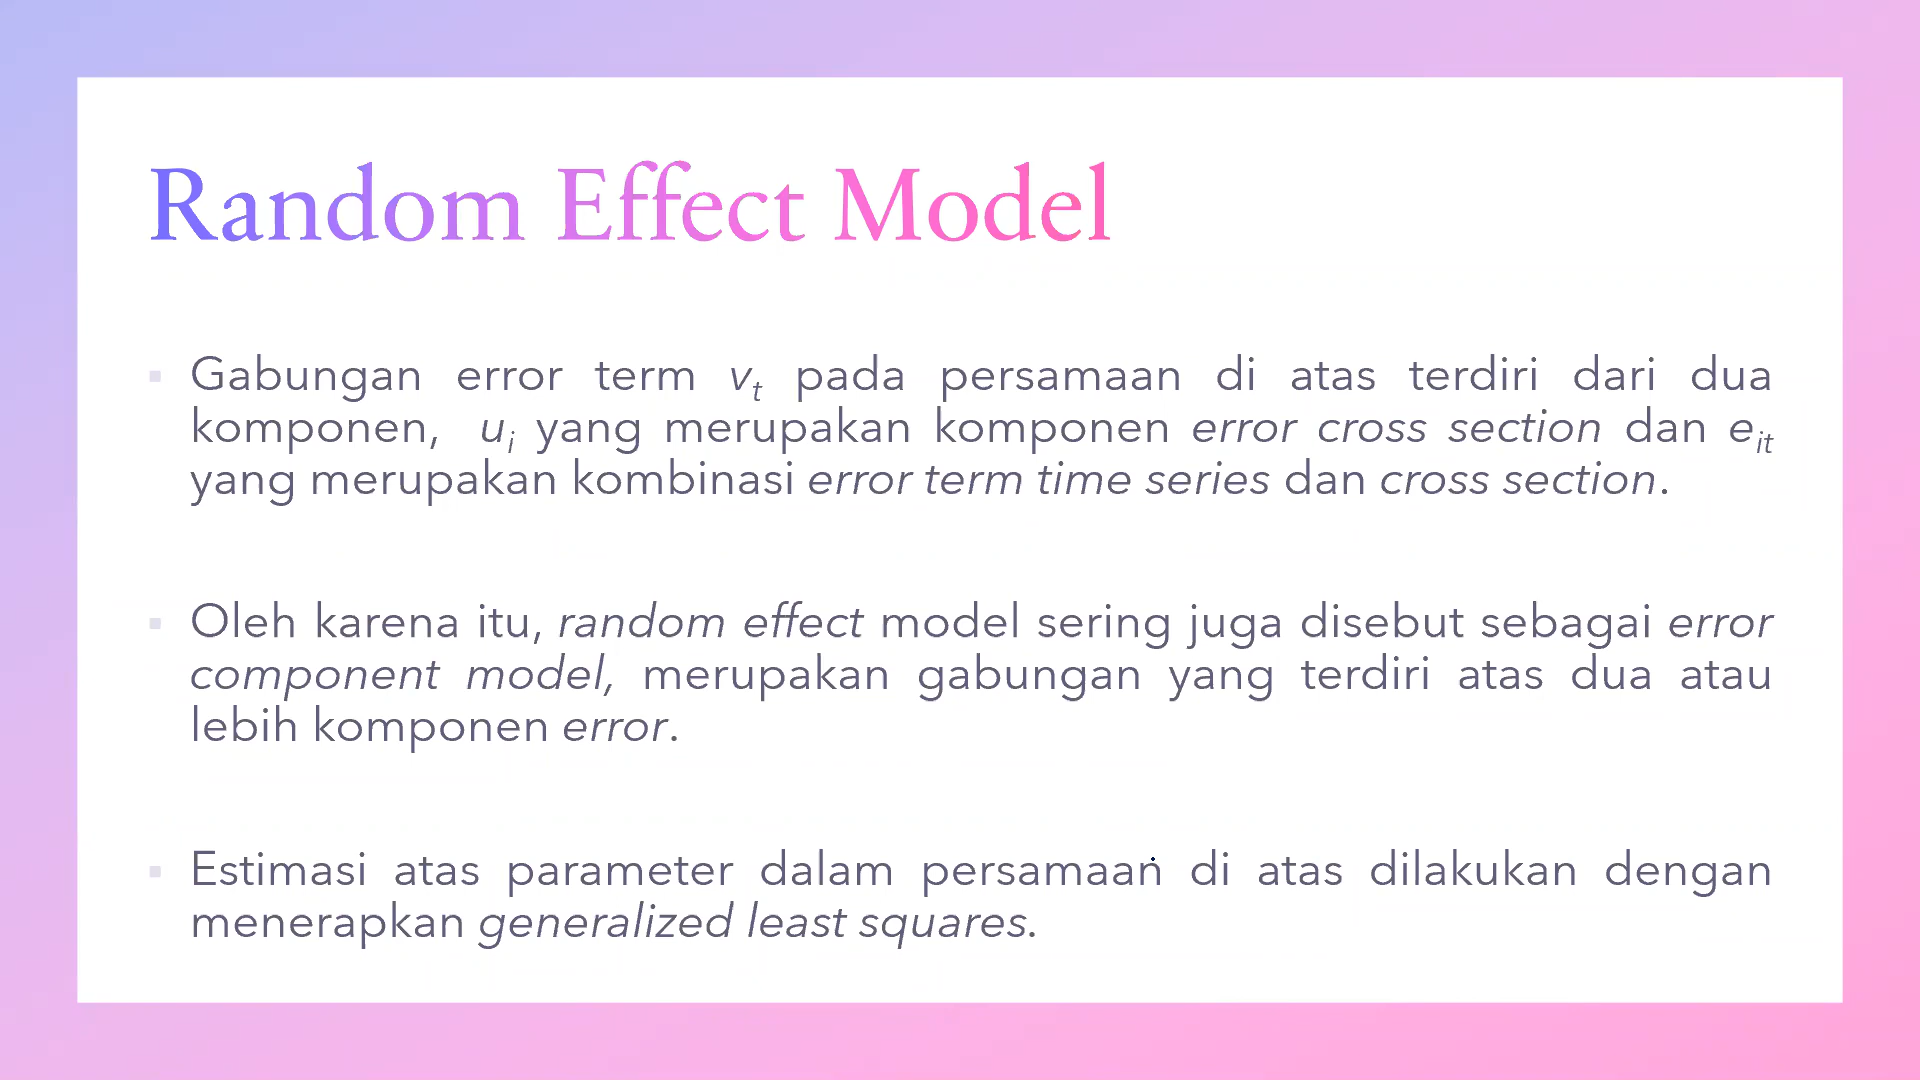 Random Effect Model
Gabungan error term vt pada persamaan di atas terdiri dari dua
komponen, ui yang merupakan komponen error cross section dan eit
yang merupakan kombinasi error term time series dan cross section.
Oleh karena itu, random effect model sering juga disebut sebagai error
component model, merupakan gabungan yang terdiri atas dua atau
lebih komponen error.
Estimasi atas parameter dalam persamaan di atas dilakukan dengan
menerapkan generalized least squares.